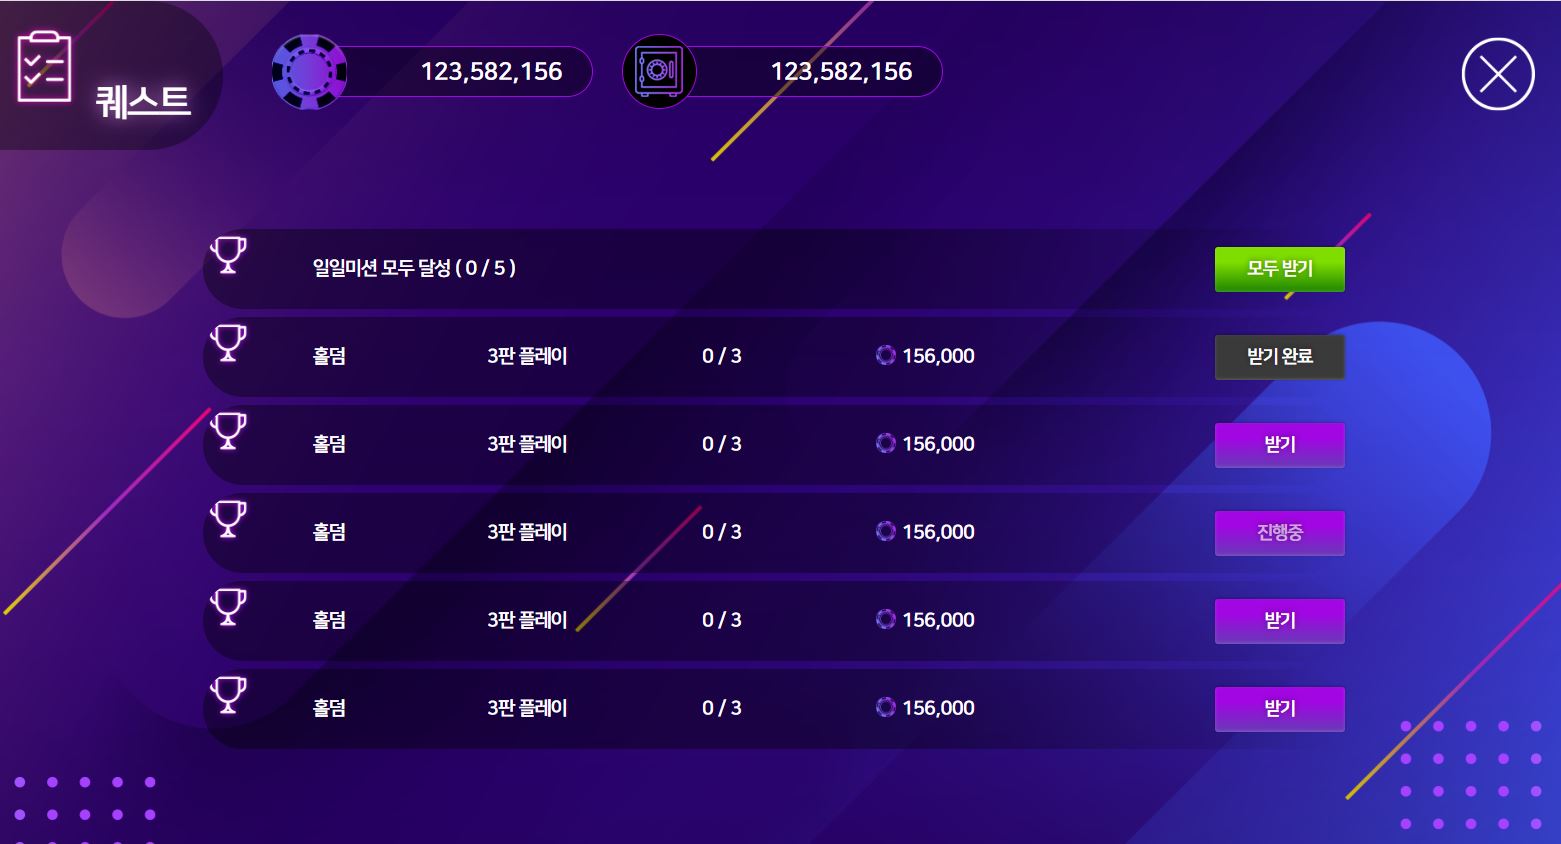 퀘스트
123,582,156 123,582,156
일일미션 모두 달성 ( 0 / 5 ) 모두 받기
홀덤 3판 플레이 0 / 3 156,000 받기 완료
홀덤 3판 플레이 0 / 3 156,000 받기
홀덤 3판 플레이 0 / 3 156,000 진행중
홀덤 3판 플레이 0 / 3 156,000 받기
홀덤 3판 플레이 0 / 3 156,000 받기